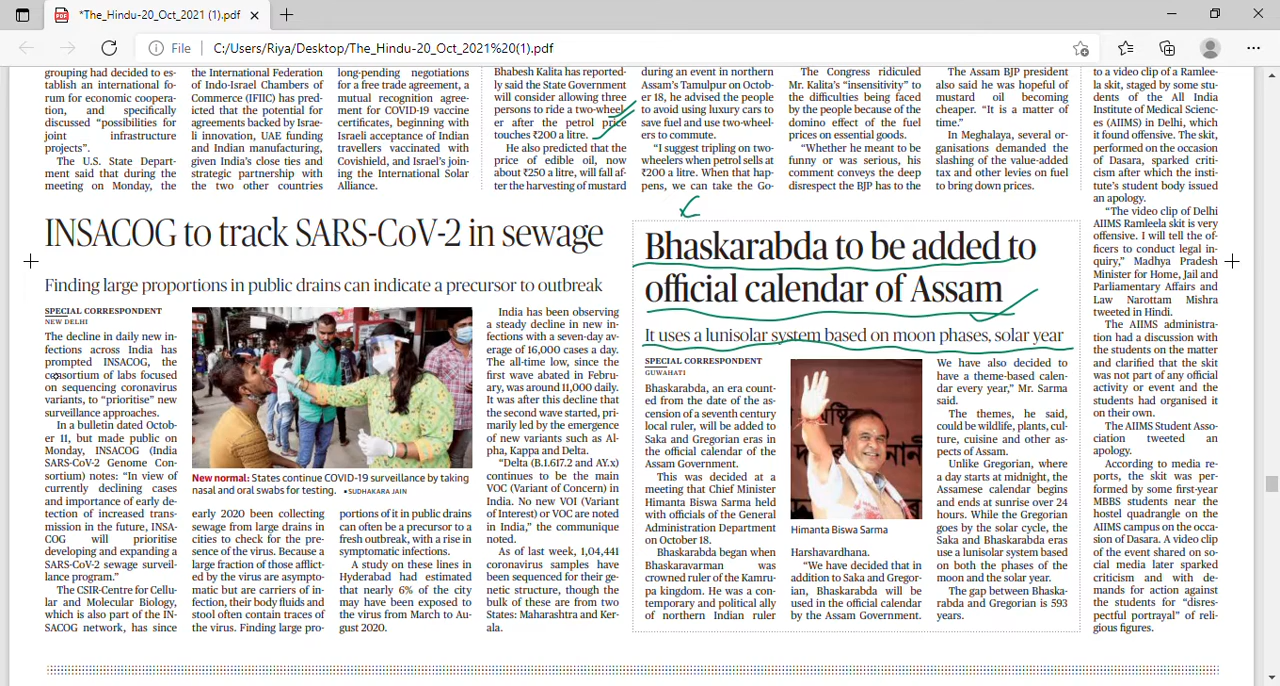 *The_Hindu-20_Oct_2021 (1).pdf
File
C:/Users/Riya/Desktop/The_Hindu-20_Oct_2021%20(1).pdf
grouping had decided to es-
tablish an international fo-
rum for economic coopera-
tion, and specifically
discussed “possibilities for
joint infrastructure
projects”.
The U.S. State Depart-
ment said that during the
meeting on Monday, the
the International Federation
of Indo-Israel Chambers of
Commerce (IFIIC) has pred-
icted that the potential for
agreements backed by Israe-
li innovation, UAE funding
and Indian manufacturing,
given India’s close ties and
strategic partnership with
the two other countries
long-pending negotiations
for a free trade agreement, a
mutual recognition agree-
ment for COVID-19 vaccine
certificates, beginning with
Israeli acceptance of Indian
travellers vaccinated with
Covishield, and Israel’s join-
ing the International Solar
Alliance.
Bhabesh Kalita has reported-
ly said the State Government
will consider allowing three
persons to ride a two-wheel-
er after the petrol price
touches ₹200 a litre.
He also predicted that the
price of edible oil, now
about ₹250 a litre, will fall af-
ter the harvesting of mustard
during an event in northern
Assam’s Tamulpur on Octo-
ber 18, he advised the people
to avoid using luxury cars to
save fuel and use two-wheel-
ers to commute.
“I suggest tripling on two-
wheelers when petrol sells at
₹200 a litre. When that hap-
pens, we can take the Go-
The Congress ridiculed
Mr. Kalita’s “insensitivity” to
the difficulties being faced
by the people because of the
domino effect of the fuel
prices on essential goods.
“Whether he meant to be
funny or was serious, his
comment conveys the deep
disrespect the BJP has to the
The Assam BJP president
also said he was hopeful of
mustard oil becoming
cheaper. “It is a matter of
time.”
In Meghalaya, several or-
ganisations demanded the
slashing of the value-added
tax and other levies on fuel
to bring down prices.
to a video clip of a Ramlee-
la skit, staged by some stu-
dents of the All India
Institute of Medical Scienc-
es (AIIMS) in Delhi, which
it found offensive. The skit,
performed on the occasion
of Dasara, sparked criti-
cism after which the insti-
tute’s student body issued
an apology.
“The video clip of Delhi
AIIMS Ramleela skit is very
offensive. I will tell the of-
ficers to conduct legal in-
quiry,” Madhya Pradesh
Minister for Home, Jail and
Parliamentary Affairs and
Law Narottam Mishra
tweeted in Hindi.
The AIIMS administra-
tion had a discussion with
the students on the matter
and clarified that the skit
was not part of any official
activity or event and the
students had organised it
on their own.
The AIIMS Student Asso-
ciation tweeted an
apology.
According to media re-
ports, the skit was per-
formed by some first-year
MBBS students near the
hostel quadrangle on the
AIIMS campus on the occa-
sion of Dasara. A video clip
of the event shared on so-
cial media later sparked
criticism and with de-
mands for action against
the students for “disres-
pectful portrayal” of reli-
gious figures.
INSACOG to track SARS-CoV-2 in sewage
Finding large proportions in public drains can indicate a precursor to outbreak
SPECIAL CORRESPONDENT
NEW DELHI
The decline in daily new in-
fections across India has
prompted INSACOG, the
consortium of labs focused
on sequencing coronavirus
variants, to “prioritise” new
surveillance approaches.
In a bulletin dated Octob-
er 11, but made public on
Monday, INSACOG (India
SARS-CoV-2 Genome Con-
sortium) notes: “In view of
currently declining cases
and importance of early de-
tection of increased trans-
mission in the future, INSA-
COG will prioritise
developing and expanding a
SARS-CoV-2 sewage surveil-
lance program.”
The CSIR-Centre for Cellu-
lar and Molecular Biology,
which is also part of the IN-
SACOG network, has since
New normal: States continue COVID-19 surveillance by taking
nasal and oral swabs for testing. ▪SUDHAKARA JAIN
early 2020 been collecting
sewage from large drains in
cities to check for the pre-
sence of the virus. Because a
large fraction of those afflict-
ed by the virus are asympto-
matic but are carriers of in-
fection, their body fluids and
stool often contain traces of
the virus. Finding large pro-
portions of it in public drains
can often be a precursor to a
fresh outbreak, with a rise in
symptomatic infections.
A study on these lines in
Hyderabad had estimated
that nearly 6% of the city
may have been exposed to
the virus from March to Au-
gust 2020.
India has been observing
a steady decline in new in-
fections with a seven-day av-
erage of 16,000 cases a day.
The all-time low, since the
first wave abated in Febru-
ary, was around 11,000 daily.
It was after this decline that
the second wave started, pri-
marily led by the emergence
of new variants such as Al-
pha, Kappa and Delta.
“Delta (B.1.617.2 and AY.x)
continues to be the main
VOC (Variant of Concern) in
India. No new VOI (Variant
of Interest) or VOC are noted
in India,” the communique
noted.
As of last week, 1,04,441
coronavirus samples have
been sequenced for their ge-
netic structure, though the
bulk of these are from two
States: Maharashtra and Ker-
ala.
Bhaskarabda to be added to
official calendar of Assam
It uses a lunisolar system based on moon phases, solar year
SPECIAL CORRESPONDENT
GUWAHATI
Bhaskarabda, an era count-
ed from the date of the as-
cension of a seventh century
local ruler, will be added to
Saka and Gregorian eras in
the official calendar of the
Assam Government.
This was decided at a
meeting that Chief Minister
Himanta Biswa Sarma held
with officials of the General
Administration Department
on October 18.
Bhaskarabda began when
Bhaskaravarman was
crowned ruler of the Kamru-
pa kingdom. He was a con-
temporary and political ally
of northern Indian ruler
Himanta Biswa Sarma
Harshavardhana.
“We have decided that in
addition to Saka and Gregor-
ian, Bhaskarabda will be
used in the official calendar
by the Assam Government.
We have also decided to
have a theme-based calen-
dar every year,” Mr. Sarma
said.
The themes, he said,
could be wildlife, plants, cul-
ture, cuisine and other as-
pects of Assam.
Unlike Gregorian, where
a day starts at midnight, the
Assamese calendar begins
and ends at sunrise over 24
hours. While the Gregorian
goes by the solar cycle, the
Saka and Bhaskarabda eras
use a lunisolar system based
on both the phases of the
moon and the solar year.
The gap between Bhaska-
rabda and Gregorian is 593
years.